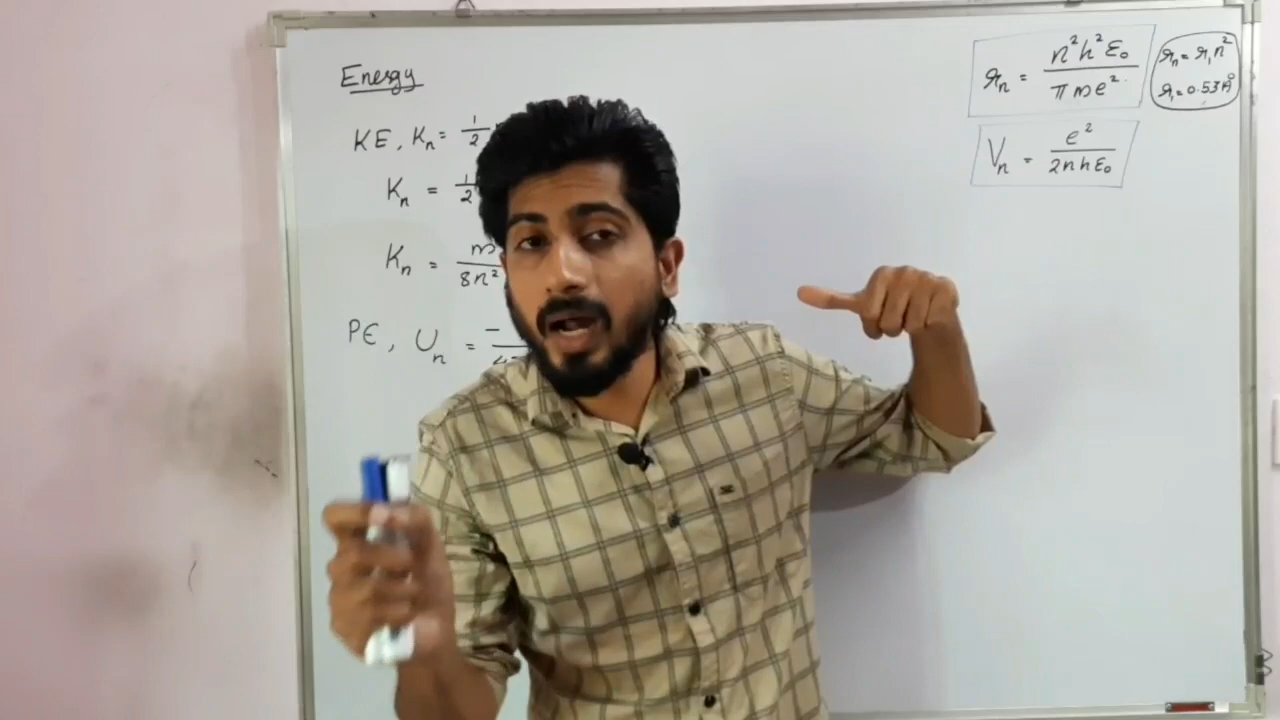 Energy
KE, Kn = 1/2
Kn = 1/2
Kn = m/8n²
PE, Un = -
rn = n²h²ε₀/πme²
rn = r₁n²
r₁ = 0.53A°
Vn = e²/2nhε₀